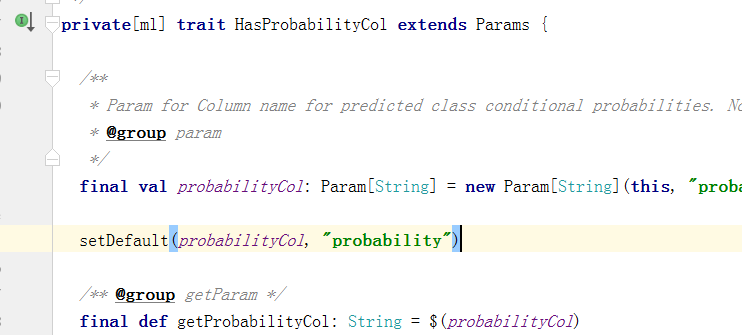 private[ml] trait HasProbabilityCol extends Params {
/**
* Param for Column name for predicted class conditional probabilities.
* @group param
*/
final val probabilityCol: Param[String] = new Param[String](this, "proba
setDefault(probabilityCol, "probability")
/** @group getParam */
final def getProbabilityCol: String = $(probabilityCol)